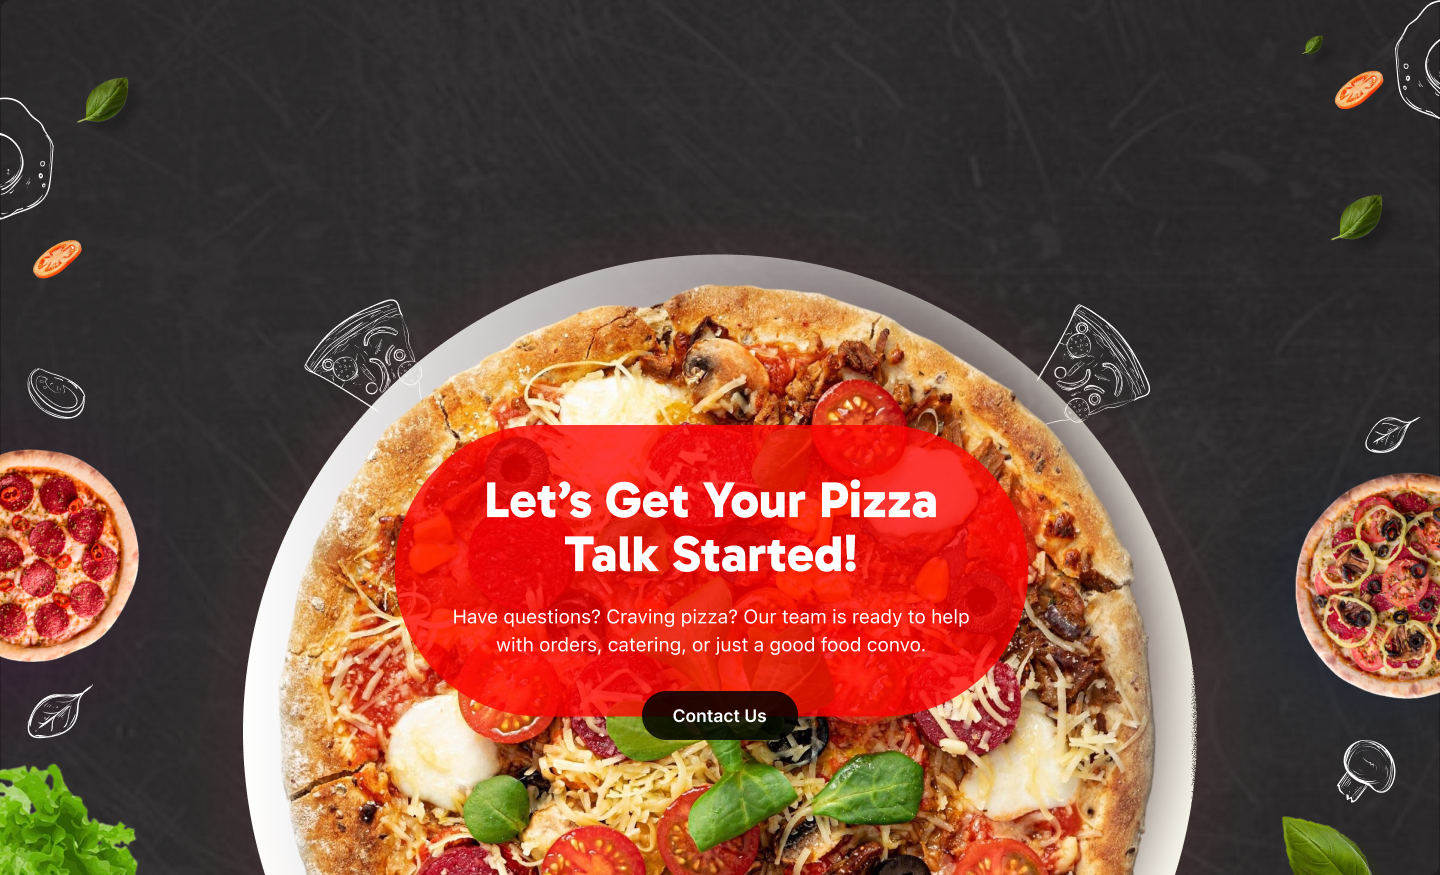 Let’s Get Your Pizza
Talk Started!
Have questions? Craving pizza? Our team is ready to help
with orders, catering, or just a good food convo.
Contact Us